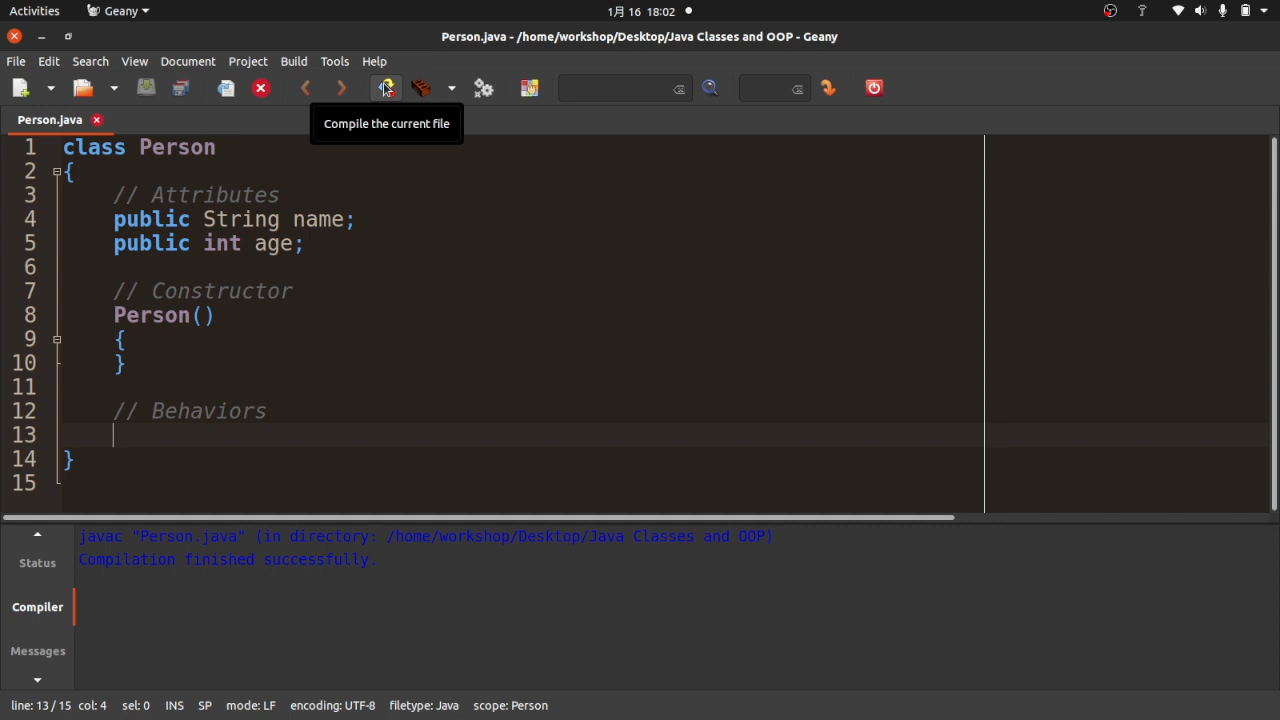 Activities
Geany
1月 16 18:02
Person.java - /home/workshop/Desktop/Java Classes and OOP - Geany
File Edit Search View Document Project Build Tools Help
Person.java
Compile the current file
1 class Person
2 {
3 // Attributes
4 public String name;
5 public int age;
6
7 // Constructor
8 Person()
9 {
10 }
11
12 // Behaviors
13
14 }
15
Status
Compiler
Messages
javac "Person.java" (in directory: /home/workshop/Desktop/Java Classes and OOP)
Compilation finished successfully.
line: 13 / 15 col: 4 sel: 0 INS SP mode: LF encoding: UTF-8 filetype: Java scope: Person